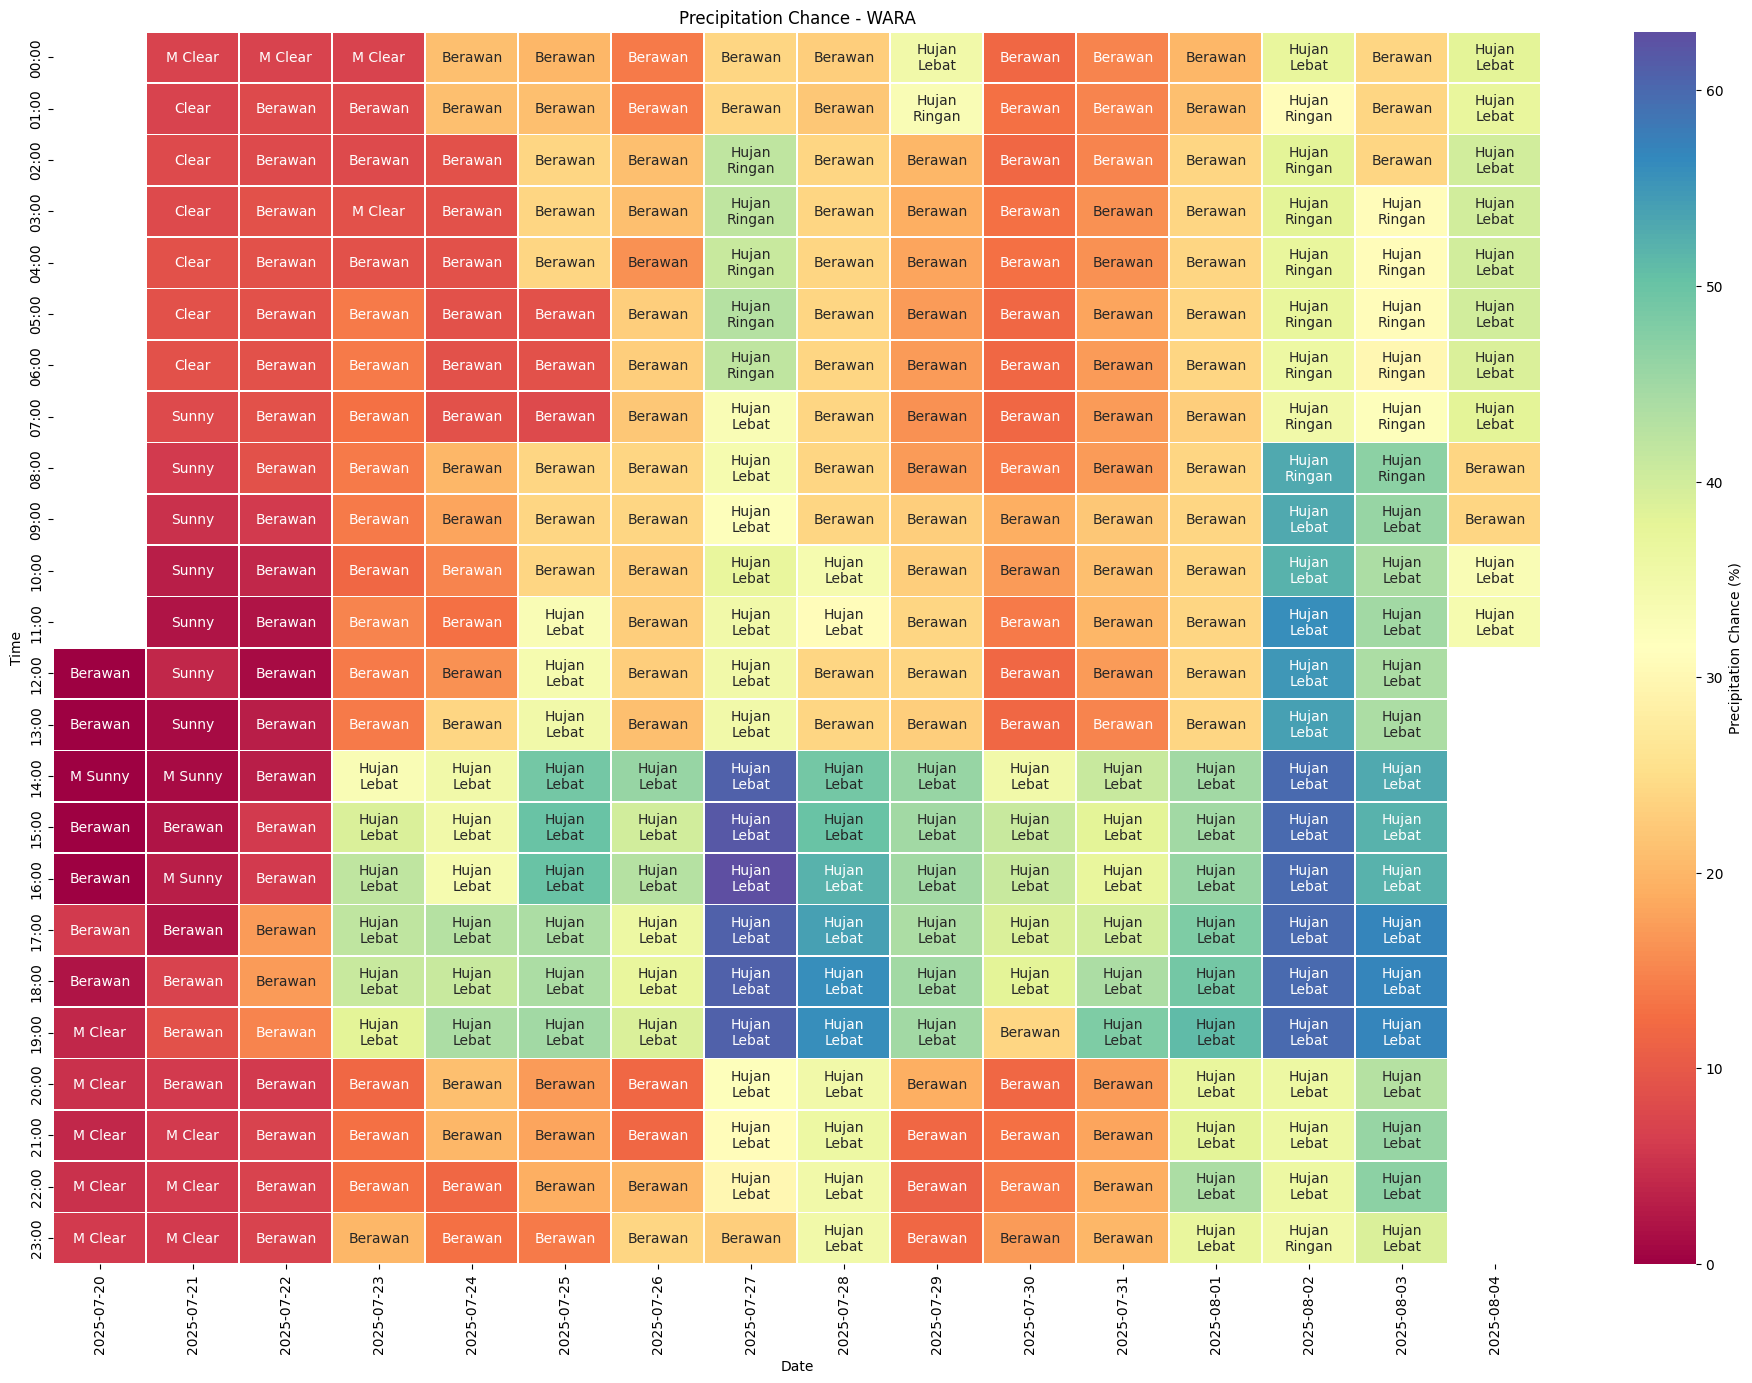 Precipitation Chance - WARA
00:00 M Clear M Clear M Clear Berawan Berawan Berawan Berawan Berawan Hujan Lebat Berawan Berawan Berawan Hujan Lebat Berawan Hujan Lebat
01:00 Clear Berawan Berawan Berawan Berawan Berawan Berawan Berawan Hujan Ringan Berawan Berawan Berawan Hujan Ringan Berawan Hujan Lebat
02:00 Clear Berawan Berawan Berawan Berawan Berawan Hujan Ringan Berawan Berawan Berawan Berawan Berawan Hujan Ringan Berawan Hujan Lebat
03:00 Clear Berawan M Clear Berawan Berawan Berawan Hujan Ringan Berawan Berawan Berawan Berawan Berawan Hujan Ringan Hujan Ringan Hujan Lebat
04:00 Clear Berawan Berawan Berawan Berawan Berawan Hujan Ringan Berawan Berawan Berawan Berawan Berawan Hujan Ringan Hujan Ringan Hujan Lebat
05:00 Clear Berawan Berawan Berawan Berawan Berawan Hujan Ringan Berawan Berawan Berawan Berawan Berawan Hujan Ringan Hujan Ringan Hujan Lebat
06:00 Clear Berawan Berawan Berawan Berawan Berawan Hujan Ringan Berawan Berawan Berawan Berawan Berawan Hujan Ringan Hujan Ringan Hujan Lebat
07:00 Sunny Berawan Berawan Berawan Berawan Berawan Hujan Lebat Berawan Berawan Berawan Berawan Berawan Hujan Ringan Hujan Ringan Hujan Lebat
08:00 Sunny Berawan Berawan Berawan Berawan Berawan Hujan Lebat Berawan Berawan Berawan Berawan Berawan Hujan Ringan Hujan Ringan Berawan
09:00 Sunny Berawan Berawan Berawan Berawan Berawan Hujan Lebat Berawan Berawan Berawan Berawan Berawan Hujan Lebat Hujan Lebat Berawan
10:00 Sunny Berawan Berawan Berawan Berawan Berawan Hujan Lebat Hujan Lebat Berawan Berawan Berawan Berawan Hujan Lebat Hujan Lebat Hujan Lebat
11:00 Sunny Berawan Berawan Berawan Hujan Lebat Berawan Hujan Lebat Hujan Lebat Berawan Berawan Berawan Berawan Hujan Lebat Hujan Lebat Hujan Lebat
12:00 Berawan Sunny Berawan Berawan Berawan Hujan Lebat Berawan Hujan Lebat Berawan Berawan Berawan Berawan Berawan Hujan Lebat Hujan Lebat
13:00 Berawan Sunny Berawan Berawan Berawan Hujan Lebat Berawan Hujan Lebat Berawan Berawan Berawan Berawan Berawan Hujan Lebat Hujan Lebat
14:00 M Sunny M Sunny Berawan Hujan Lebat Hujan Lebat Hujan Lebat Hujan Lebat Hujan Lebat Hujan Lebat Hujan Lebat Hujan Lebat Hujan Lebat Hujan Lebat Hujan Lebat Hujan Lebat
15:00 Berawan Berawan Berawan Hujan Lebat Hujan Lebat Hujan Lebat Hujan Lebat Hujan Lebat Hujan Lebat Hujan Lebat Hujan Lebat Hujan Lebat Hujan Lebat Hujan Lebat Hujan Lebat
16:00 Berawan M Sunny Berawan Hujan Lebat Hujan Lebat Hujan Lebat Hujan Lebat Hujan Lebat Hujan Lebat Hujan Lebat Hujan Lebat Hujan Lebat Hujan Lebat Hujan Lebat Hujan Lebat
17:00 Berawan Berawan Berawan Hujan Lebat Hujan Lebat Hujan Lebat Hujan Lebat Hujan Lebat Hujan Lebat Hujan Lebat Hujan Lebat Hujan Lebat Hujan Lebat Hujan Lebat Hujan Lebat
18:00 Berawan Berawan Berawan Hujan Lebat Hujan Lebat Hujan Lebat Hujan Lebat Hujan Lebat Hujan Lebat Hujan Lebat Hujan Lebat Hujan Lebat Hujan Lebat Hujan Lebat Hujan Lebat
19:00 M Clear Berawan Berawan Hujan Lebat Hujan Lebat Hujan Lebat Hujan Lebat Hujan Lebat Hujan Lebat Hujan Lebat Berawan Hujan Lebat Hujan Lebat Hujan Lebat Hujan Lebat
20:00 M Clear Berawan Berawan Berawan Berawan Berawan Berawan Hujan Lebat Hujan Lebat Berawan Berawan Berawan Hujan Lebat Hujan Lebat Hujan Lebat
21:00 M Clear M Clear Berawan Berawan Berawan Berawan Berawan Hujan Lebat Hujan Lebat Berawan Berawan Berawan Hujan Lebat Hujan Lebat Hujan Lebat
22:00 M Clear M Clear Berawan Berawan Berawan Berawan Berawan Hujan Lebat Hujan Lebat Berawan Berawan Berawan Hujan Lebat Hujan Lebat Hujan Lebat
23:00 M Clear M Clear Berawan Berawan Berawan Berawan Berawan Berawan Hujan Lebat Berawan Berawan Berawan Hujan Lebat Hujan Ringan Hujan Lebat
2025-07-20 2025-07-21 2025-07-22 2025-07-23 2025-07-24 2025-07-25 2025-07-26 2025-07-27 2025-07-28 2025-07-29 2025-07-30 2025-07-31 2025-08-01 2025-08-02 2025-08-03 2025-08-04
Date
Time
60
50
40
30
20
10
0
Precipitation Chance (%)